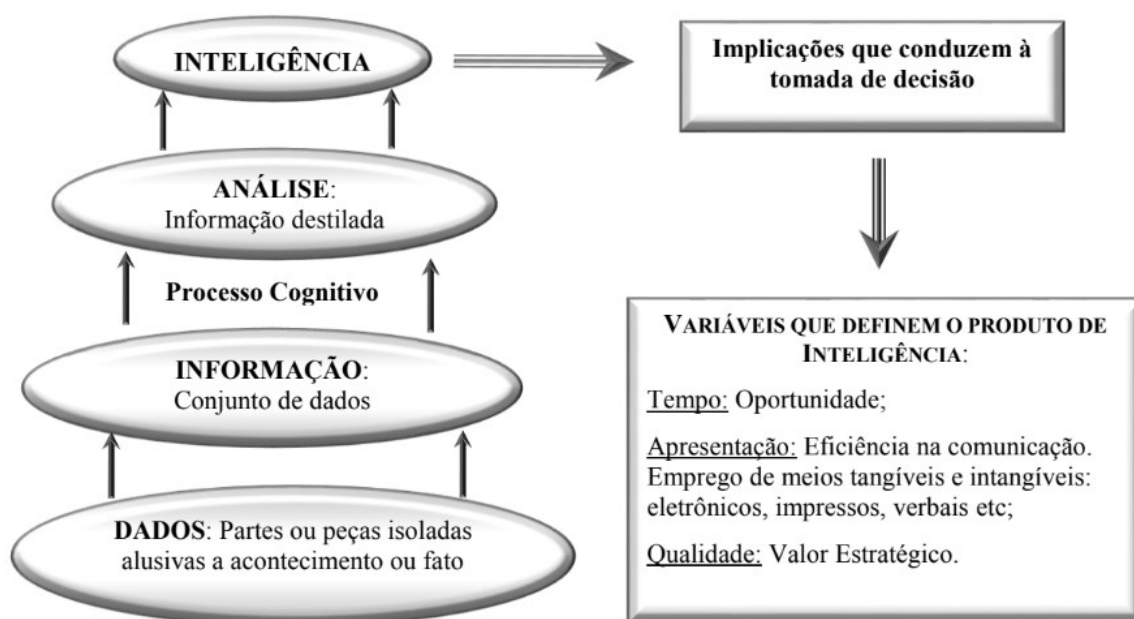 INTELIGÊNCIA
ANÁLISE:
Informação destilada
Processo Cognitivo
INFORMAÇÃO:
Conjunto de dados
DADOS: Partes ou peças isoladas
alusivas a acontecimento ou fato
Implicações que conduzem à
tomada de decisão
VARIÁVEIS QUE DEFINEM O PRODUTO DE
INTELIGÊNCIA:
Tempo: Oportunidade;
Apresentação: Eficiência na comunicação.
Emprego de meios tangíveis e intangíveis:
eletrônicos, impressos, verbais etc;
Qualidade: Valor Estratégico.